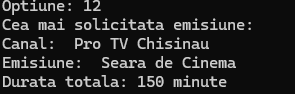 Optiune: 12
Cea mai solicitata emisiune:
Canal:  Pro TV Chisinau
Emisiune:  Seara de Cinema
Durata totala: 150 minute